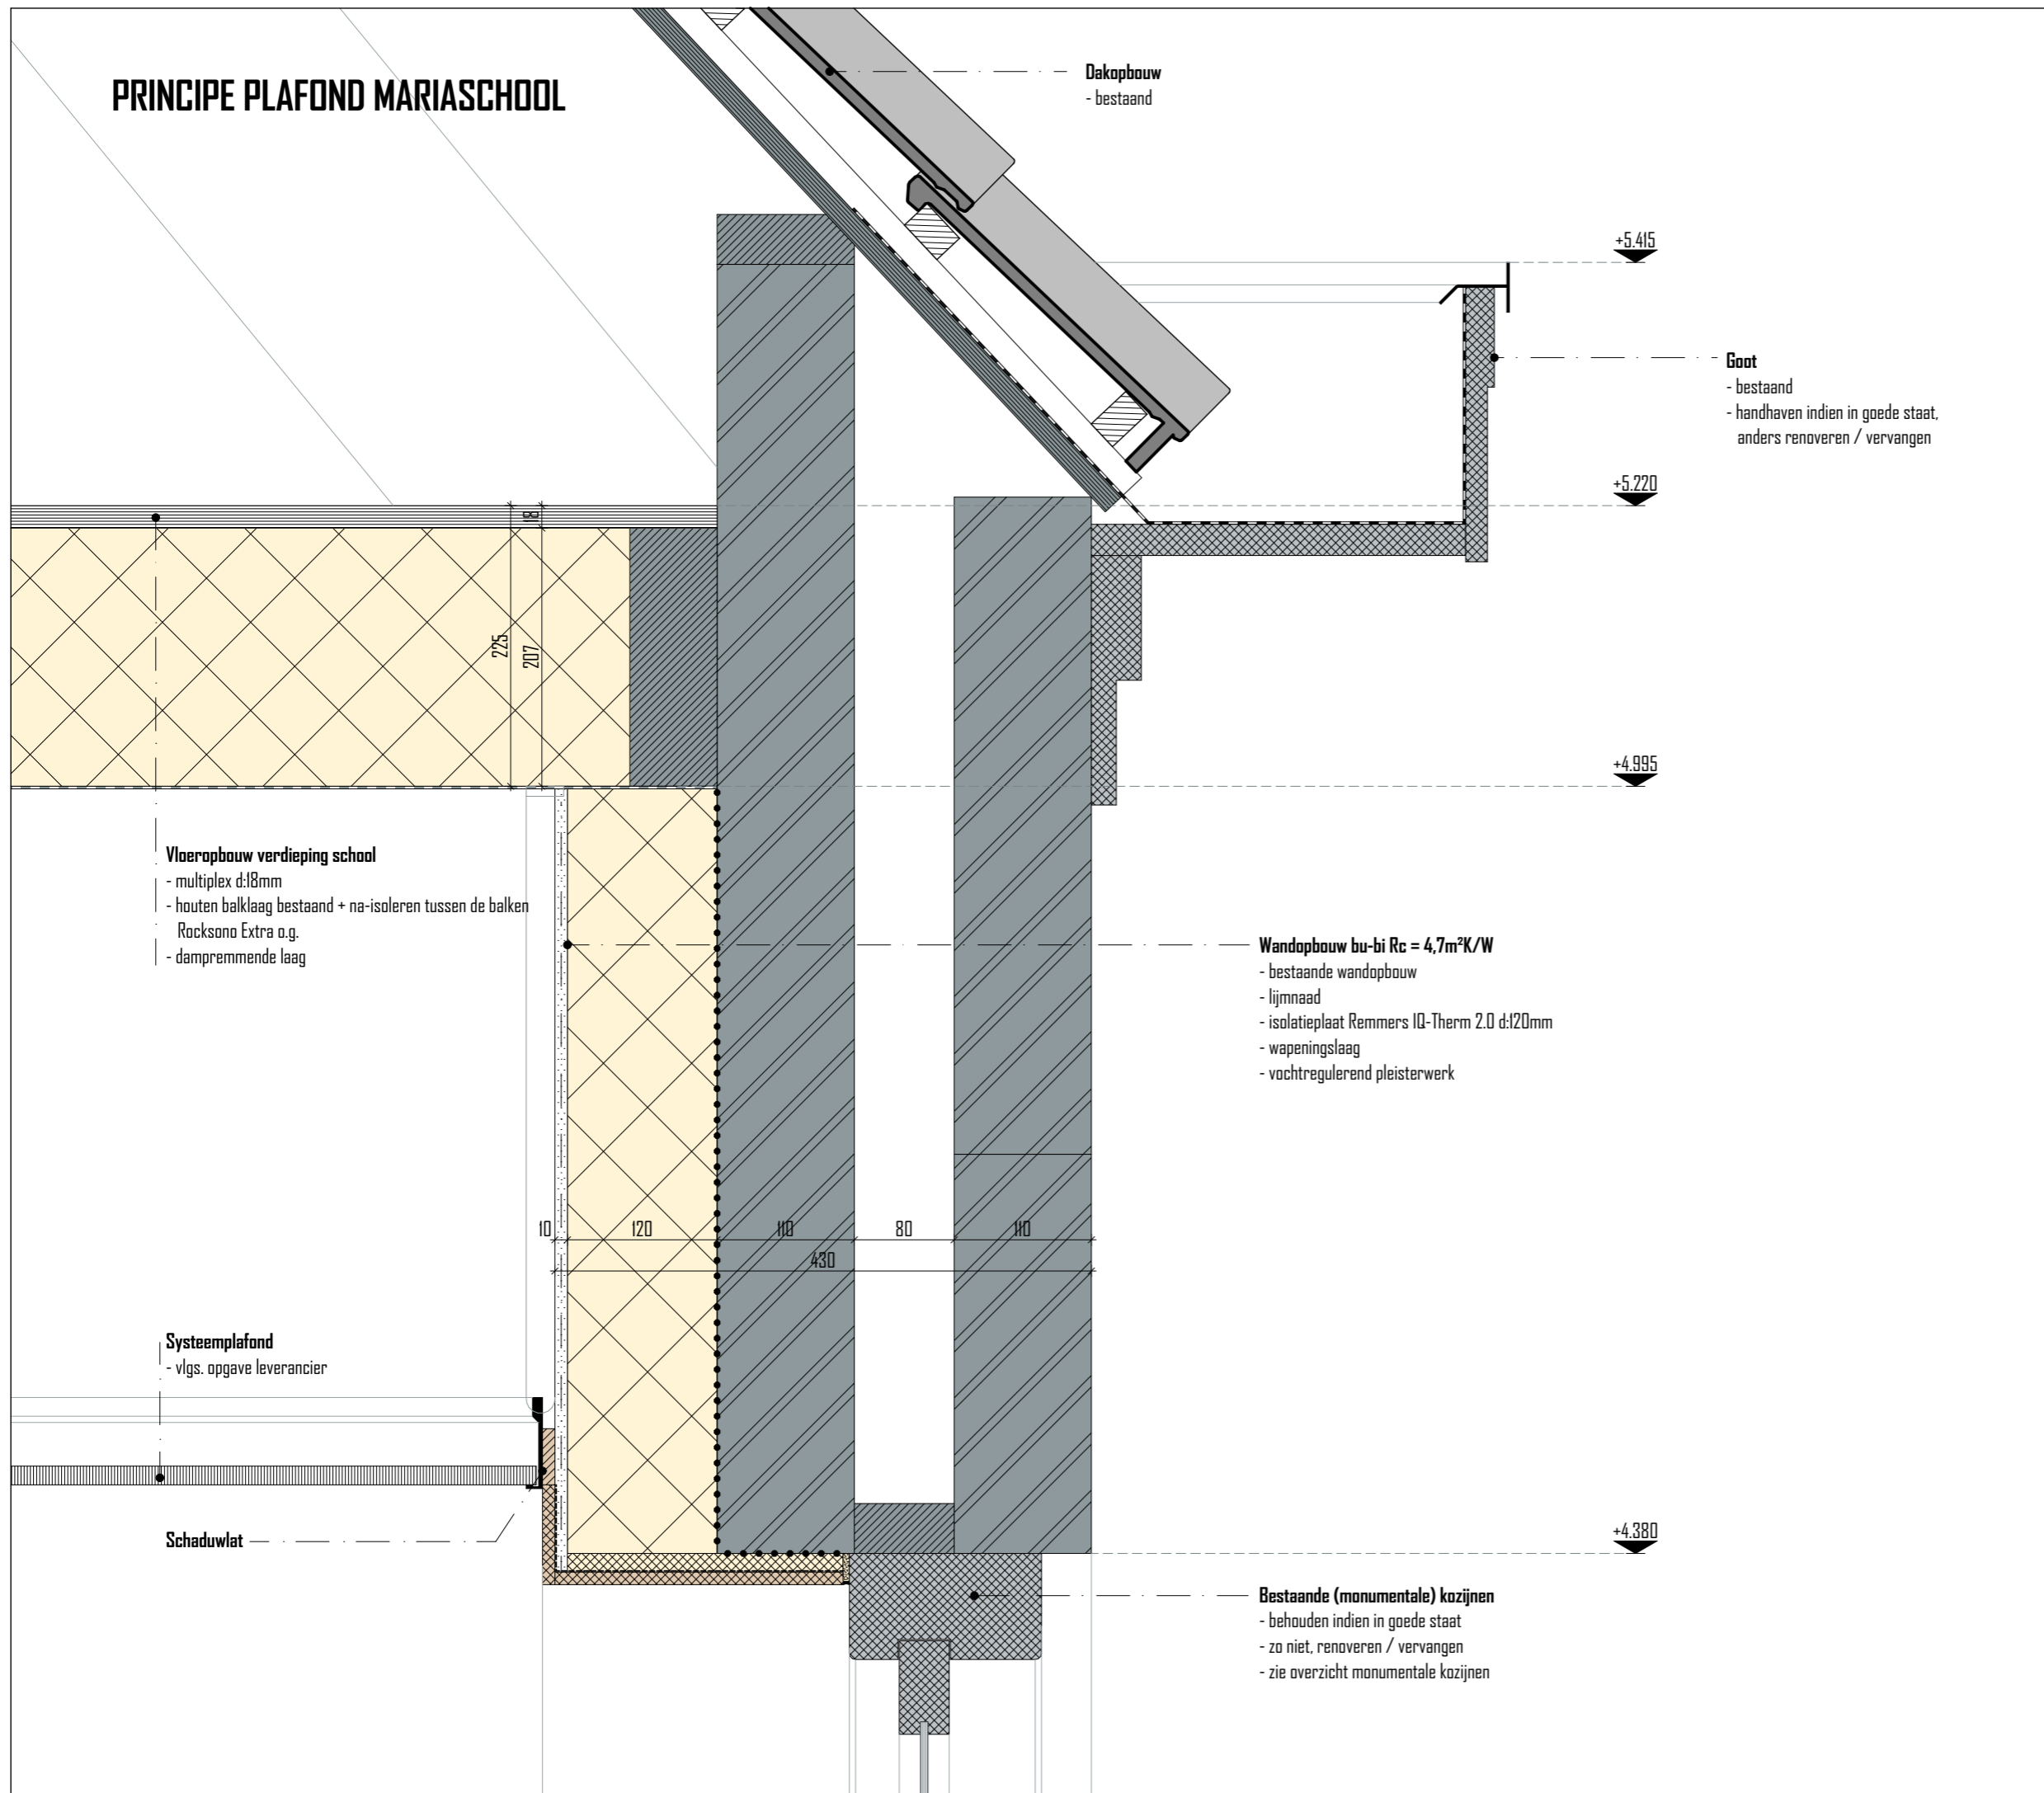 PRINCIPE PLAFOND MARIASCHOOL
Dakopbouw
- bestaand
+5.415
Goot
- bestaand
- handhaven indien in goede staat,
anders renoveren / vervangen
+5.220
18
225
207
+4.995
Vloeropbouw verdieping school
- multiplex d:18mm
- houten balklaag bestaand + na-isoleren tussen de balken
Rocksono Extra o.g.
- dampremmende laag
Wandopbouw bu-bi Rc = 4,7m²K/W
- bestaande wandopbouw
- lijmnaad
- isolatieplaat Remmers IQ-Therm 2.0 d:120mm
- wapeningslaag
- vochtregulerend pleisterwerk
10 120 110 80 110
430
Systeemplafond
- vlgs. opgave leverancier
Schaduwlat
+4.380
Bestaande (monumentale) kozijnen
- behouden indien in goede staat
- zo niet, renoveren / vervangen
- zie overzicht monumentale kozijnen